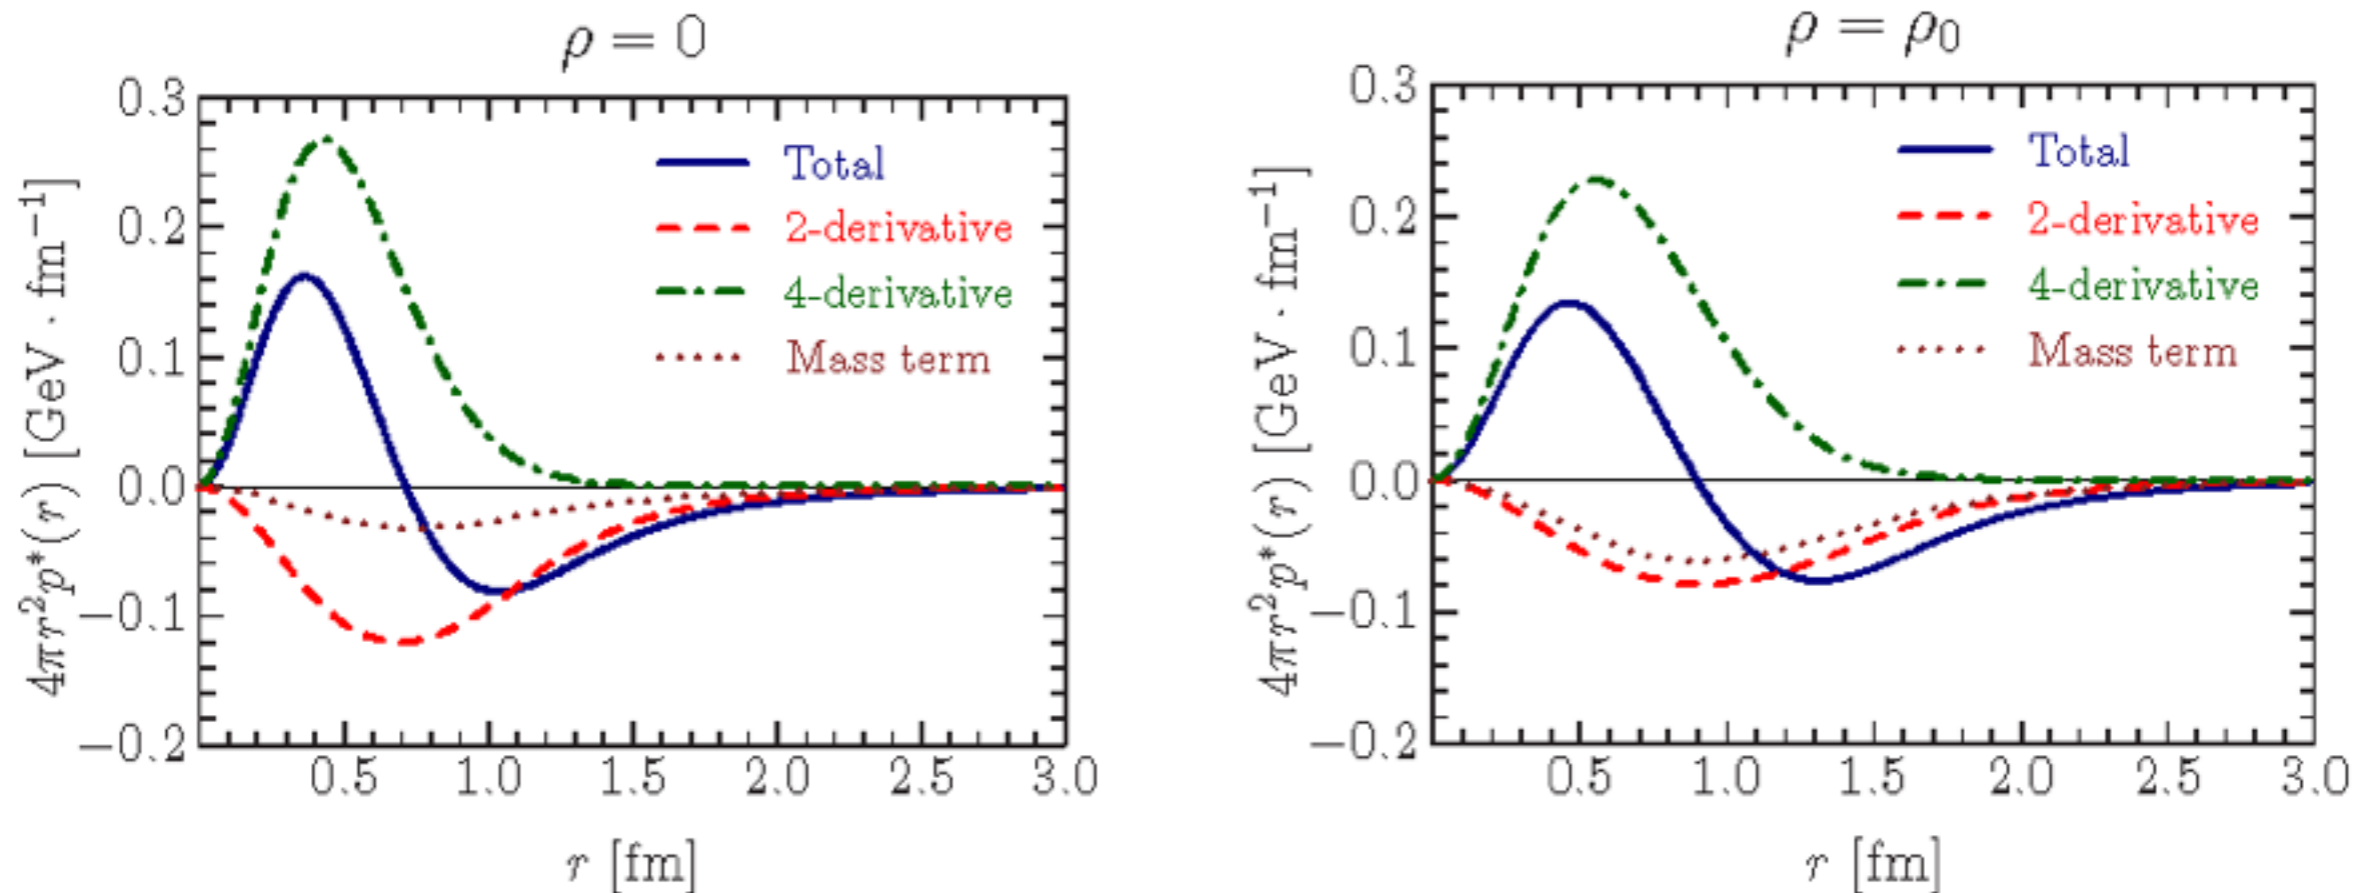 ρ = 0
0.3
0.2
0.1
0.0
−0.1
−0.2
4πr²p*(r) [GeV · fm⁻¹]
Total
2-derivative
4-derivative
Mass term
0.5 1.0 1.5 2.0 2.5 3.0
r [fm]
ρ = ρ₀
0.3
0.2
0.1
0.0
−0.1
−0.2
4πr²p*(r) [GeV · fm⁻¹]
Total
2-derivative
4-derivative
Mass term
0.5 1.0 1.5 2.0 2.5 3.0
r [fm]